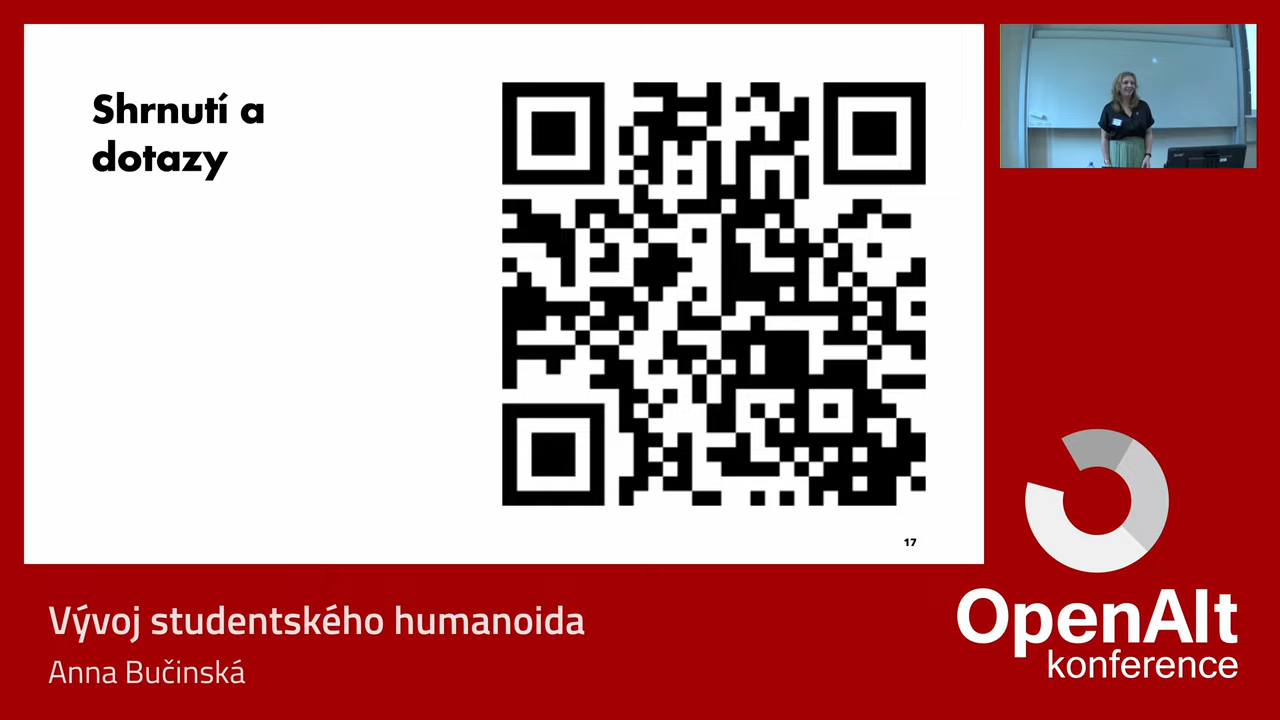 Shrnutí a
dotazy
17
Vývoj studentského humanoida
Anna Bučinská
OpenAlt
konference